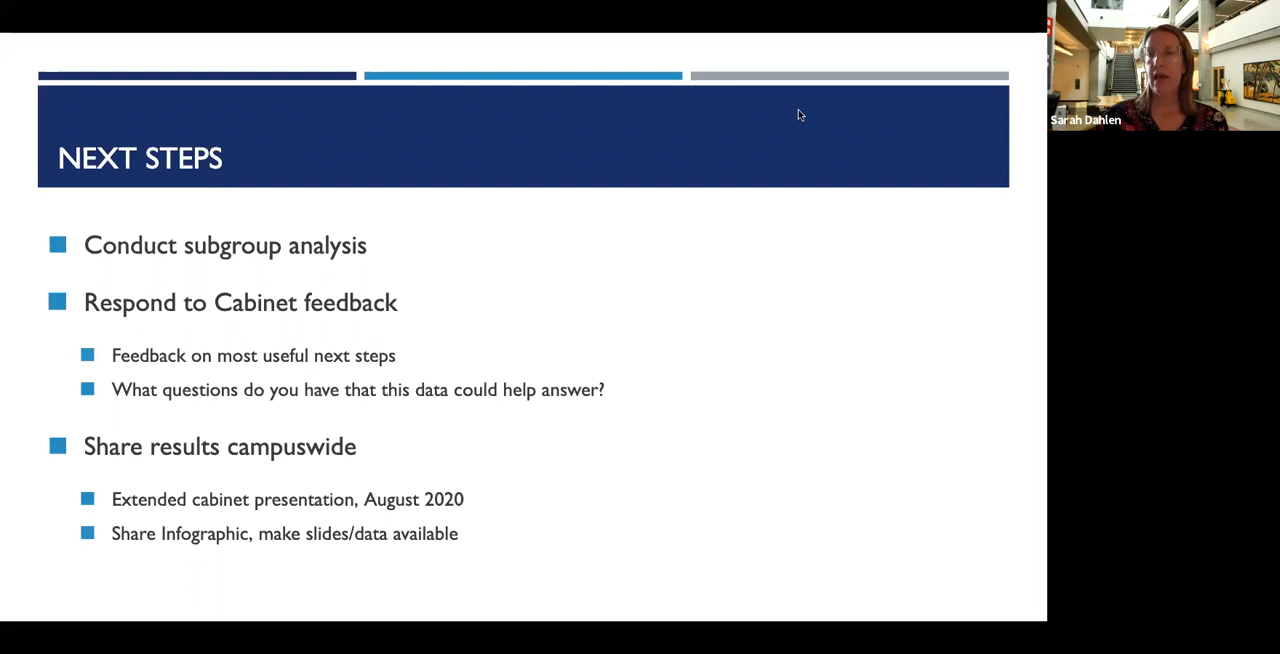 NEXT STEPS
Conduct subgroup analysis
Respond to Cabinet feedback
Feedback on most useful next steps
What questions do you have that this data could help answer?
Share results campuswide
Extended cabinet presentation, August 2020
Share Infographic, make slides/data available
Sarah Dahlen